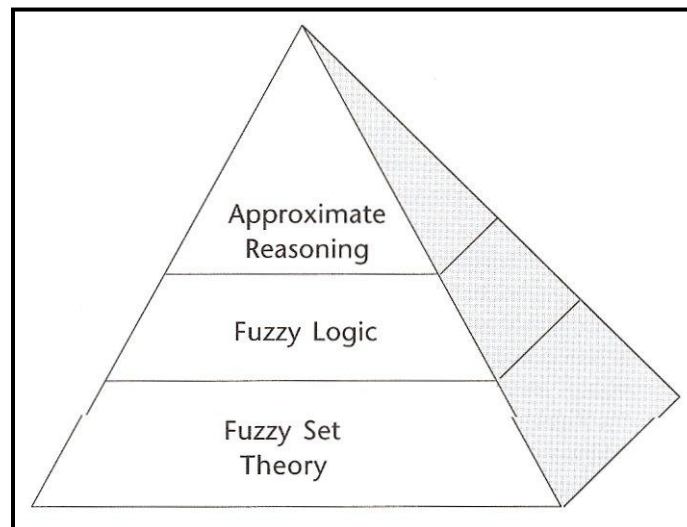 Approximate
Reasoning
Fuzzy Logic
Fuzzy Set
Theory